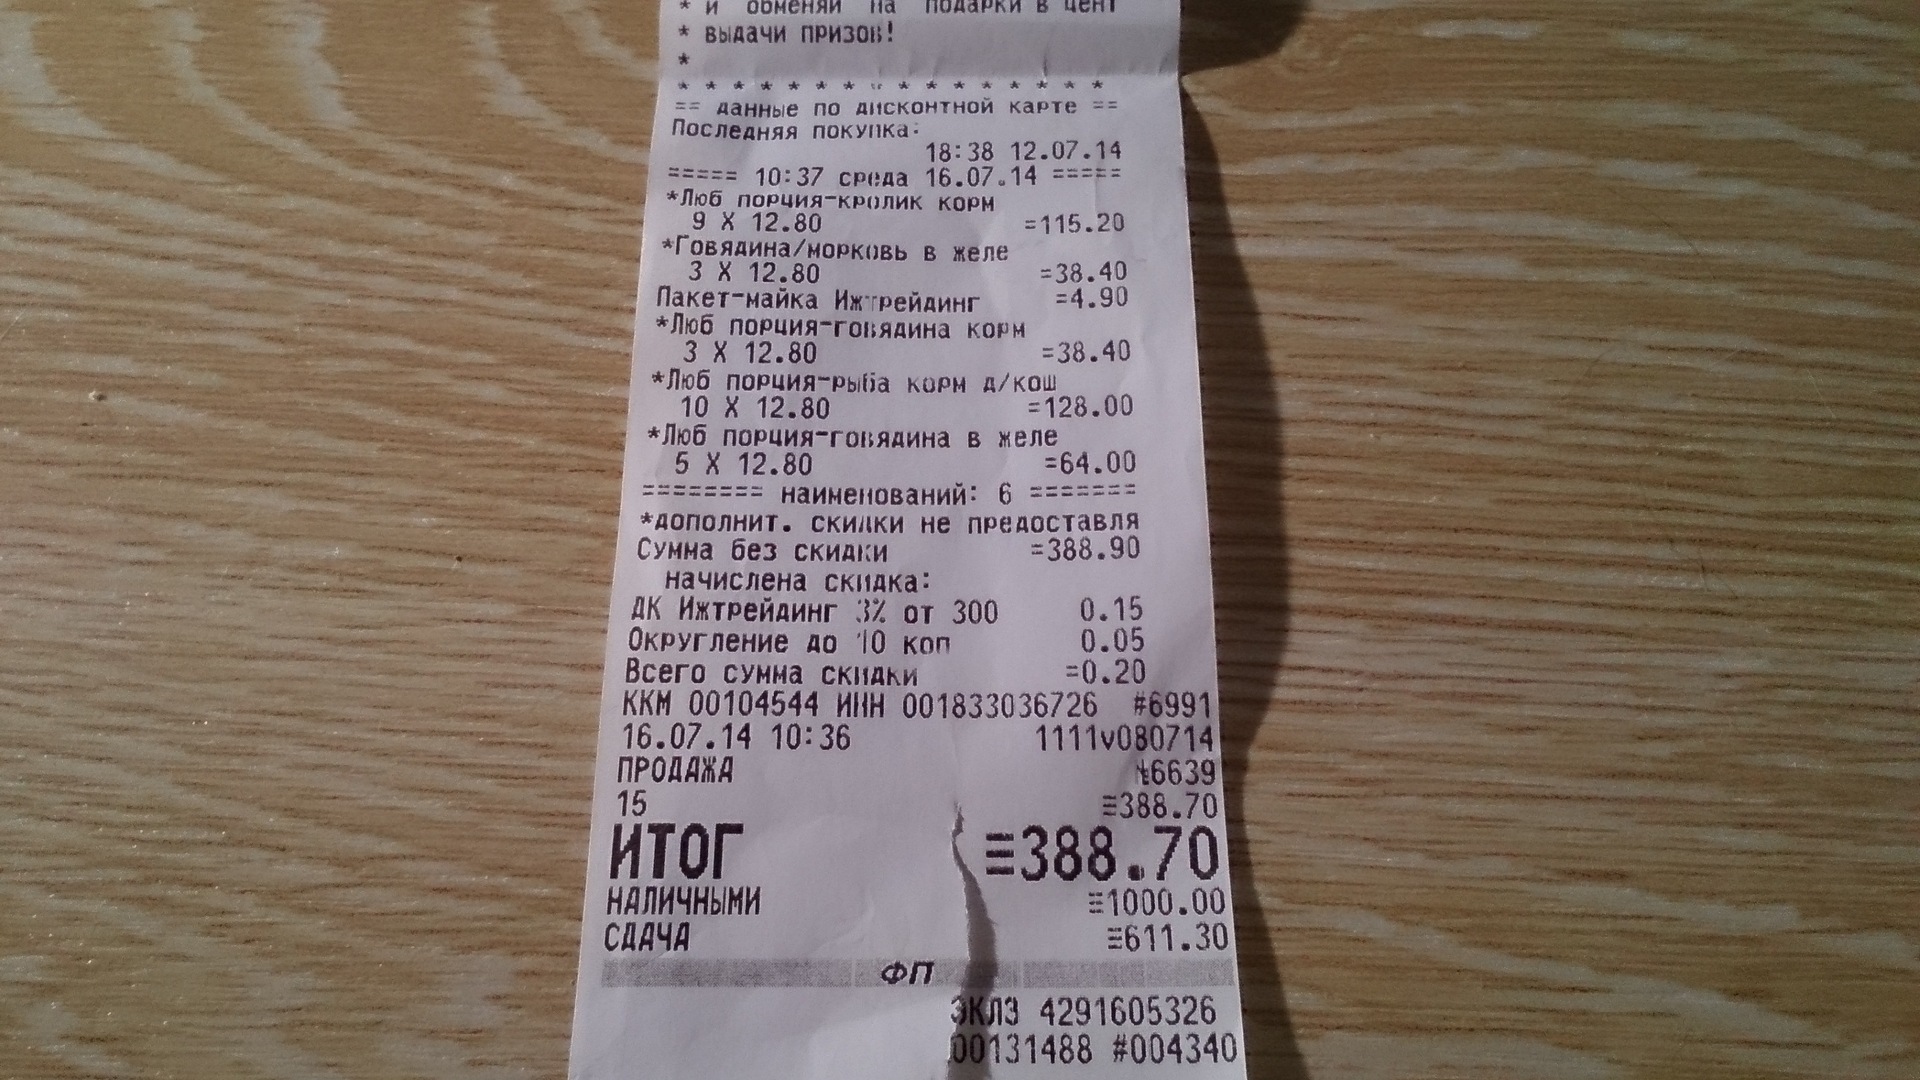 * и обменяй на подарки в цент
* выдачи призов!
*
* * * * * * * * * * * * * * * *
== данные по дисконтной карте ==
Последняя покупка:
18:38 12.07.14
===== 10:37 среда 16.07.14 =====
*Люб порция-кролик корм
9 X 12.80 =115.20
*Говядина/морковь в желе
3 X 12.80 =38.40
Пакет-майка Ижтрейдинг =4.90
*Люб порция-говядина корм
3 X 12.80 =38.40
*Люб порция-рыба корм д/кош
10 X 12.80 =128.00
*Люб порция-говядина в желе
5 X 12.80 =64.00
======== наименований: 6 =======
*дополнит. скидки не предоставля
Сумма без скидки =388.90
начислена скидка:
ДК Ижтрейдинг 3% от 300 0.15
Округление до 10 коп 0.05
Всего сумма скидки =0.20
ККМ 00104544 ИНН 001833036726 #6991
16.07.14 10:36 1111v080714
ПРОДАЖА №6639
15 ≡388.70
ИТОГ ≡388.70
НАЛИЧНЫМИ ≡1000.00
СДАЧА ≡611.30
ФП
ЭКЛЗ 4291605326
00131488 #004340